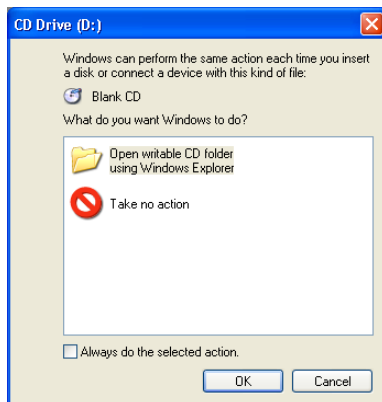 CD Drive (D:)
Windows can perform the same action each time you insert
a disk or connect a device with this kind of file:
Blank CD
What do you want Windows to do?
Open writable CD folder
using Windows Explorer
Take no action
Always do the selected action.
OK
Cancel